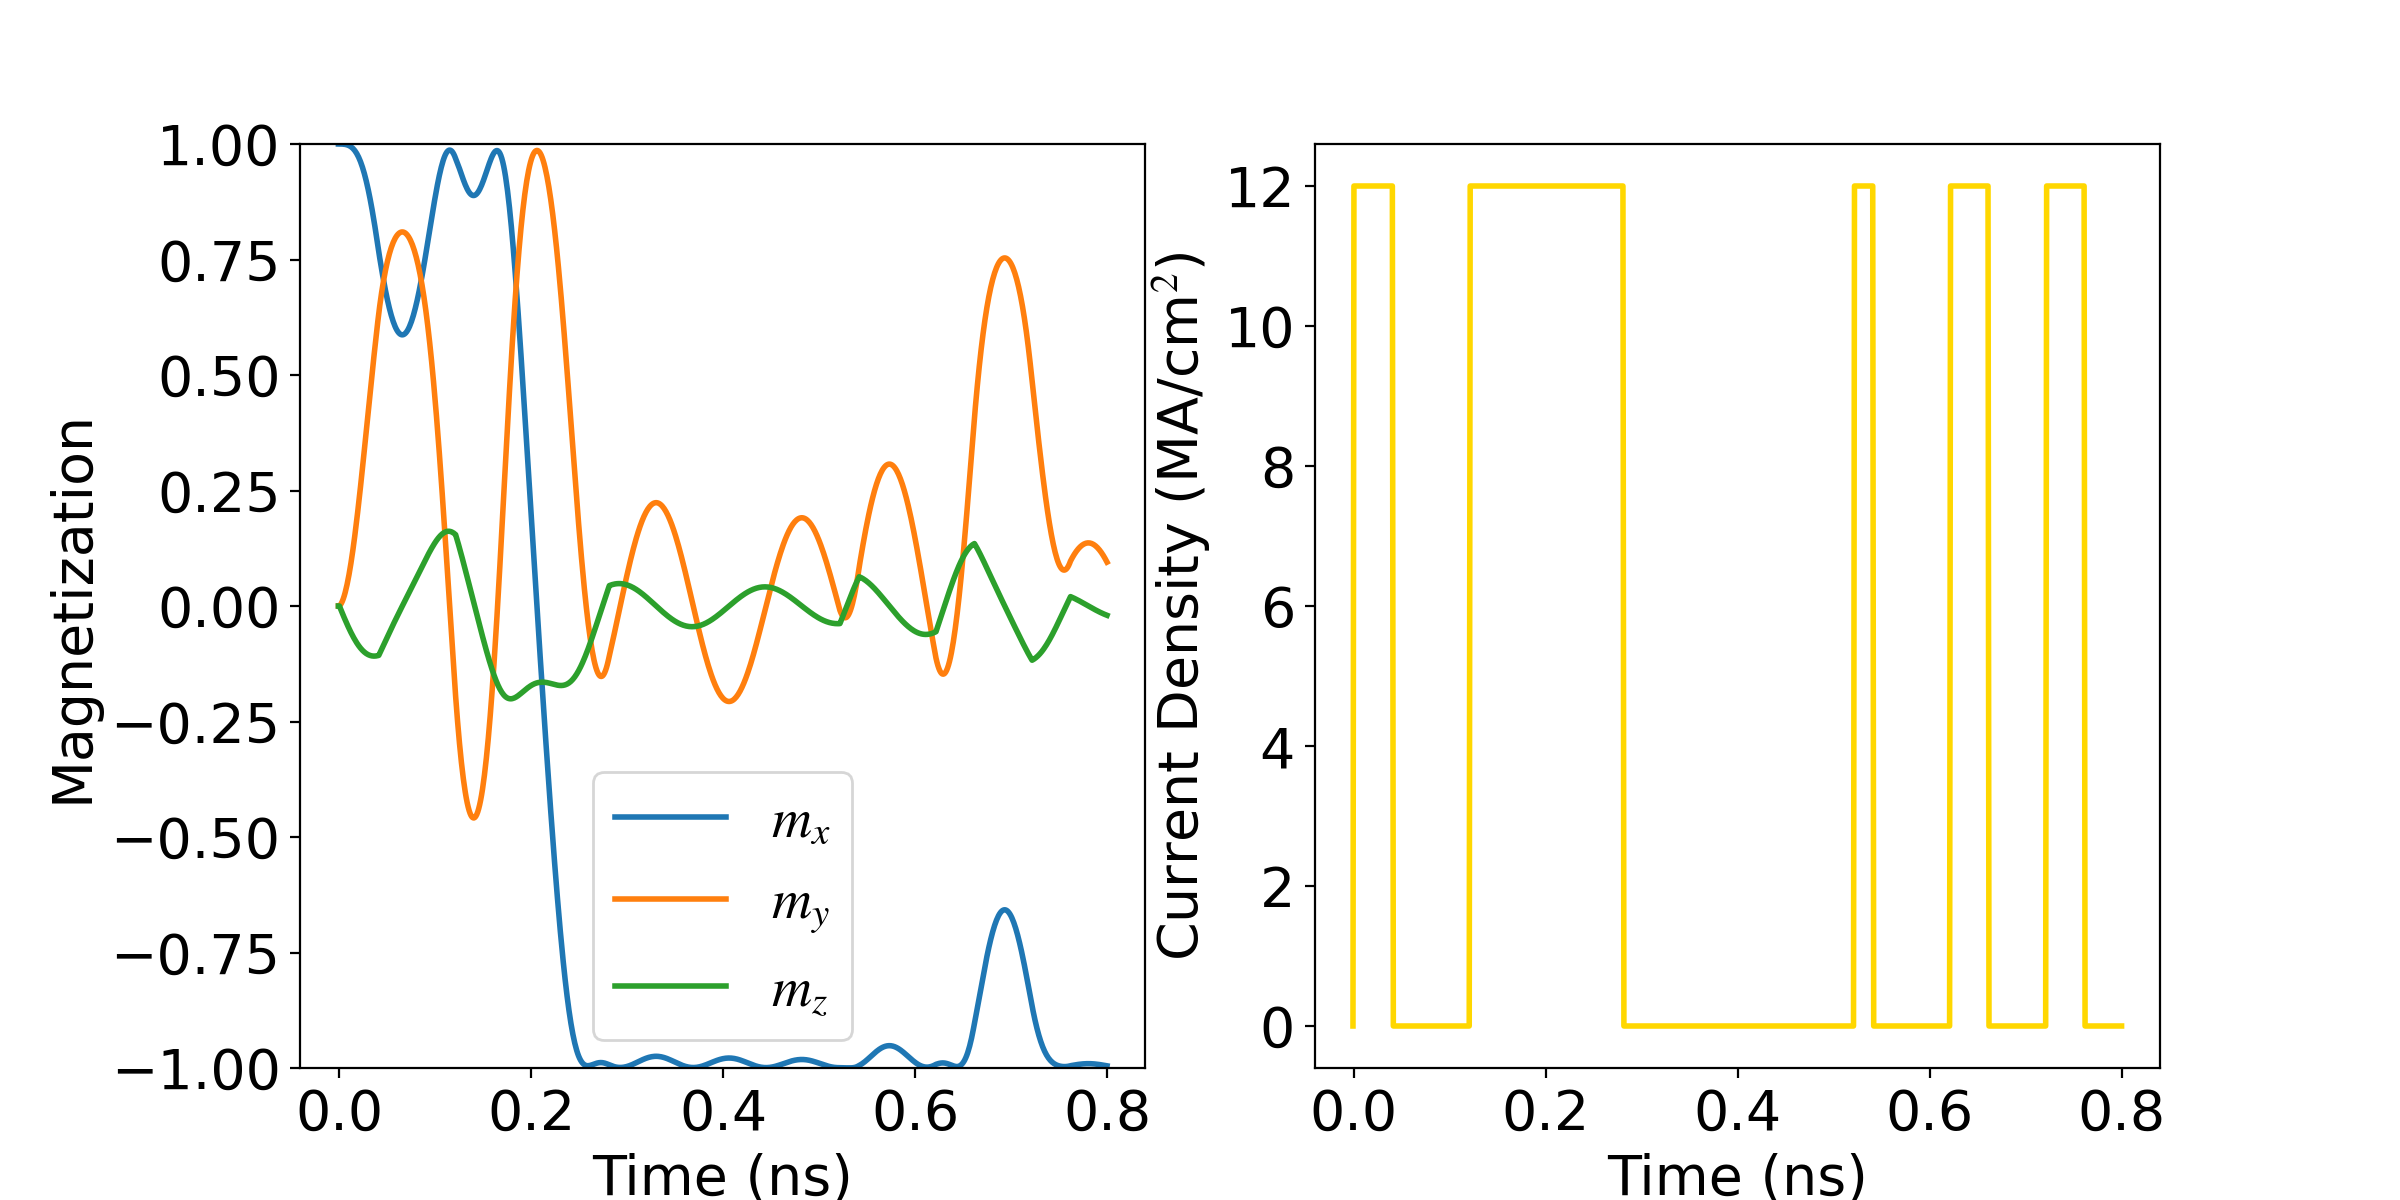 1.00
0.75
0.50
0.25
0.00
−0.25
−0.50
−0.75
−1.00
Magnetization
0.0 0.2 0.4 0.6 0.8
Time (ns)
m_x
m_y
m_z
12
10
8
6
4
2
0
Current Density (MA/cm²)
0.0 0.2 0.4 0.6 0.8
Time (ns)